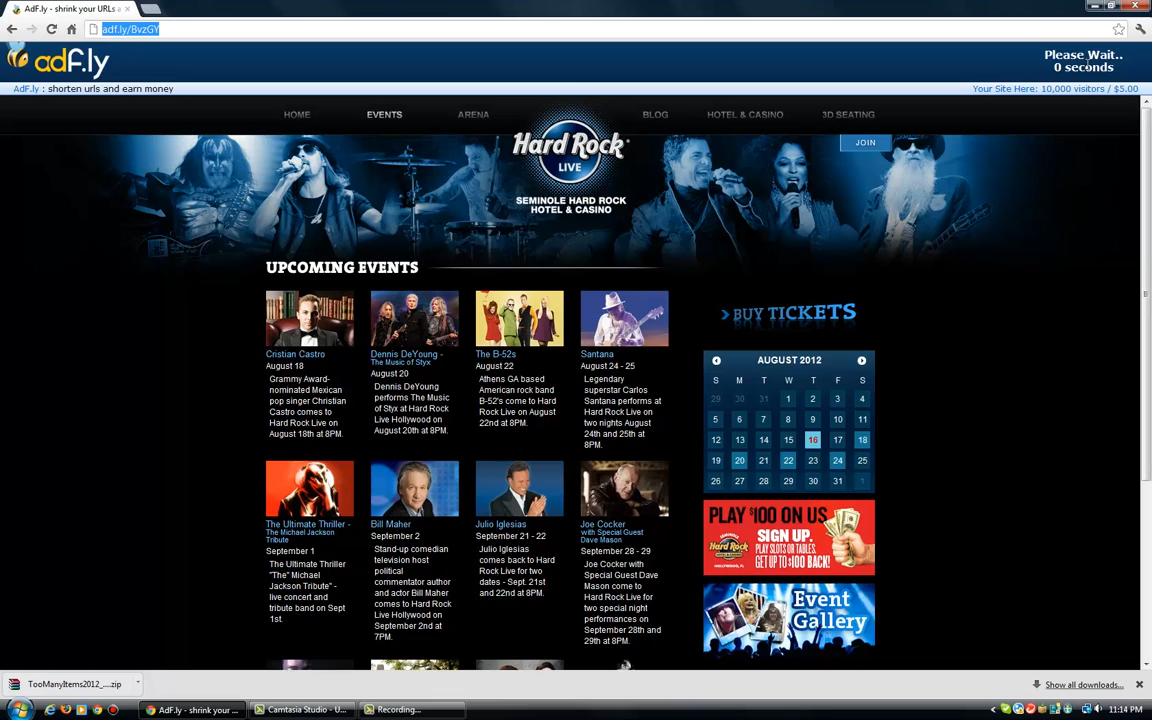 AdF.ly - shrink your URLs a
adf.ly/BvzGY
adf.ly
Please Wait..
0 seconds
AdF.ly : shorten urls and earn money
Your Site Here: 10,000 visitors / $5.00
HOME
EVENTS
ARENA
BLOG
HOTEL & CASINO
3D SEATING
Hard Rock
LIVE
SEMINOLE HARD ROCK
HOTEL & CASINO
JOIN
UPCOMING EVENTS
Cristian Castro
August 18
Grammy Award-
nominated Mexican
pop singer Christian
Castro comes to
Hard Rock Live on
August 18th at 8PM.
Dennis DeYoung -
The Music of Styx
August 20
Dennis DeYoung
performs The Music
of Styx at Hard Rock
Live Hollywood on
August 20th at 8PM.
The B-52s
August 22
Athens GA based
American rock band
B-52's come to Hard
Rock Live on August
22nd at 8PM.
Santana
August 24 - 25
Legendary
superstar Carlos
Santana performs at
Hard Rock Live on
two nights August
24th and 25th at
8PM.
BUY TICKETS
AUGUST 2012
S M T W T F S
29 30 31 1 2 3 4
5 6 7 8 9 10 11
12 13 14 15 16 17 18
19 20 21 22 23 24 25
26 27 28 29 30 31 1
The Ultimate Thriller -
The Michael Jackson
Tribute
September 1
The Ultimate Thriller
"The" Michael
Jackson Tribute" -
live concert and
tribute band on Sept
1st.
Bill Maher
September 2
Stand-up comedian
television host
political
commentator author
and actor Bill Maher
comes to Hard Rock
Live Hollywood on
September 2nd at
7PM.
Julio Iglesias
September 21 - 22
Julio Iglesias
comes back to Hard
Rock Live for two
dates - Sept. 21st
and 22nd at 8PM.
Joe Cocker
with Special Guest
Dave Mason
September 28 - 29
Joe Cocker with
Special Guest Dave
Mason come to
Hard Rock Live for
two special night
performances on
September 28th and
29th at 8PM.
PLAY $100 ON US
SIGN UP.
PLAY SLOTS OR TABLES.
GET UP TO $100 BACK!
Event
Gallery
TooManyItems2012_....zip
Show all downloads...
AdF.ly - shrink your ...
Camtasia Studio - U...
Recording...
11:14 PM